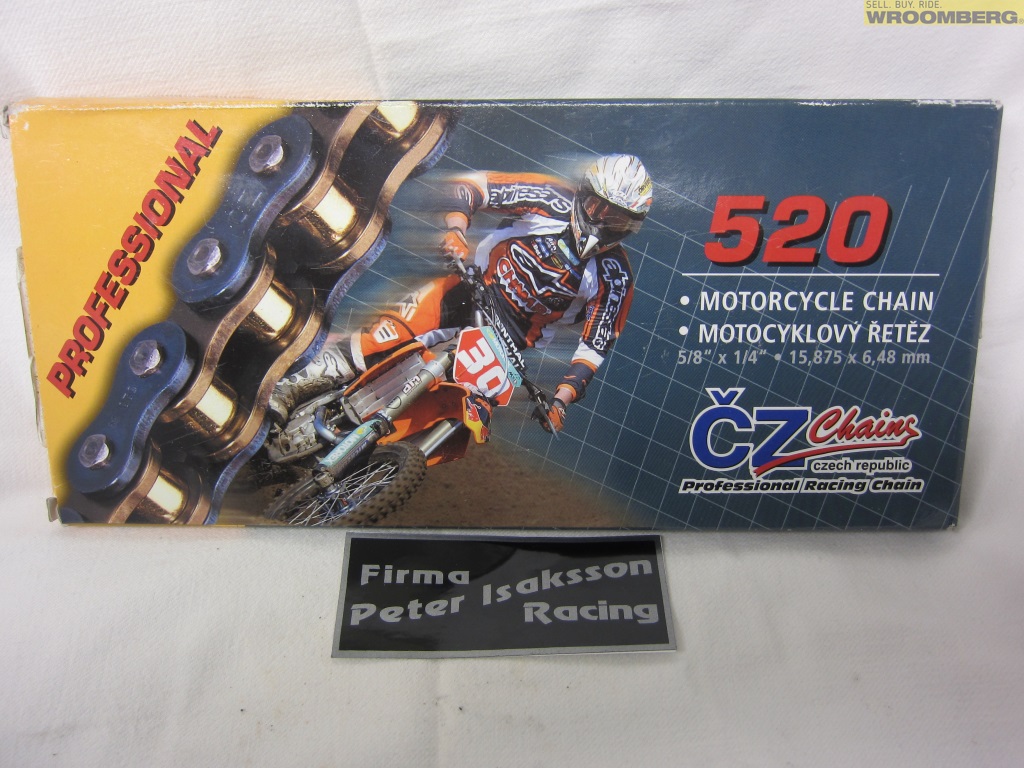 SELL. BUY. RIDE.
WROOMBERG
PROFESSIONAL
520
• MOTORCYCLE CHAIN
• MOTOCYKLOVÝ ŘETĚZ
5/8" x 1/4" • 15,875 x 6,48 mm
ČZ Chains
czech republic
Professional Racing Chain
30
Firma
Peter Isaksson
Racing